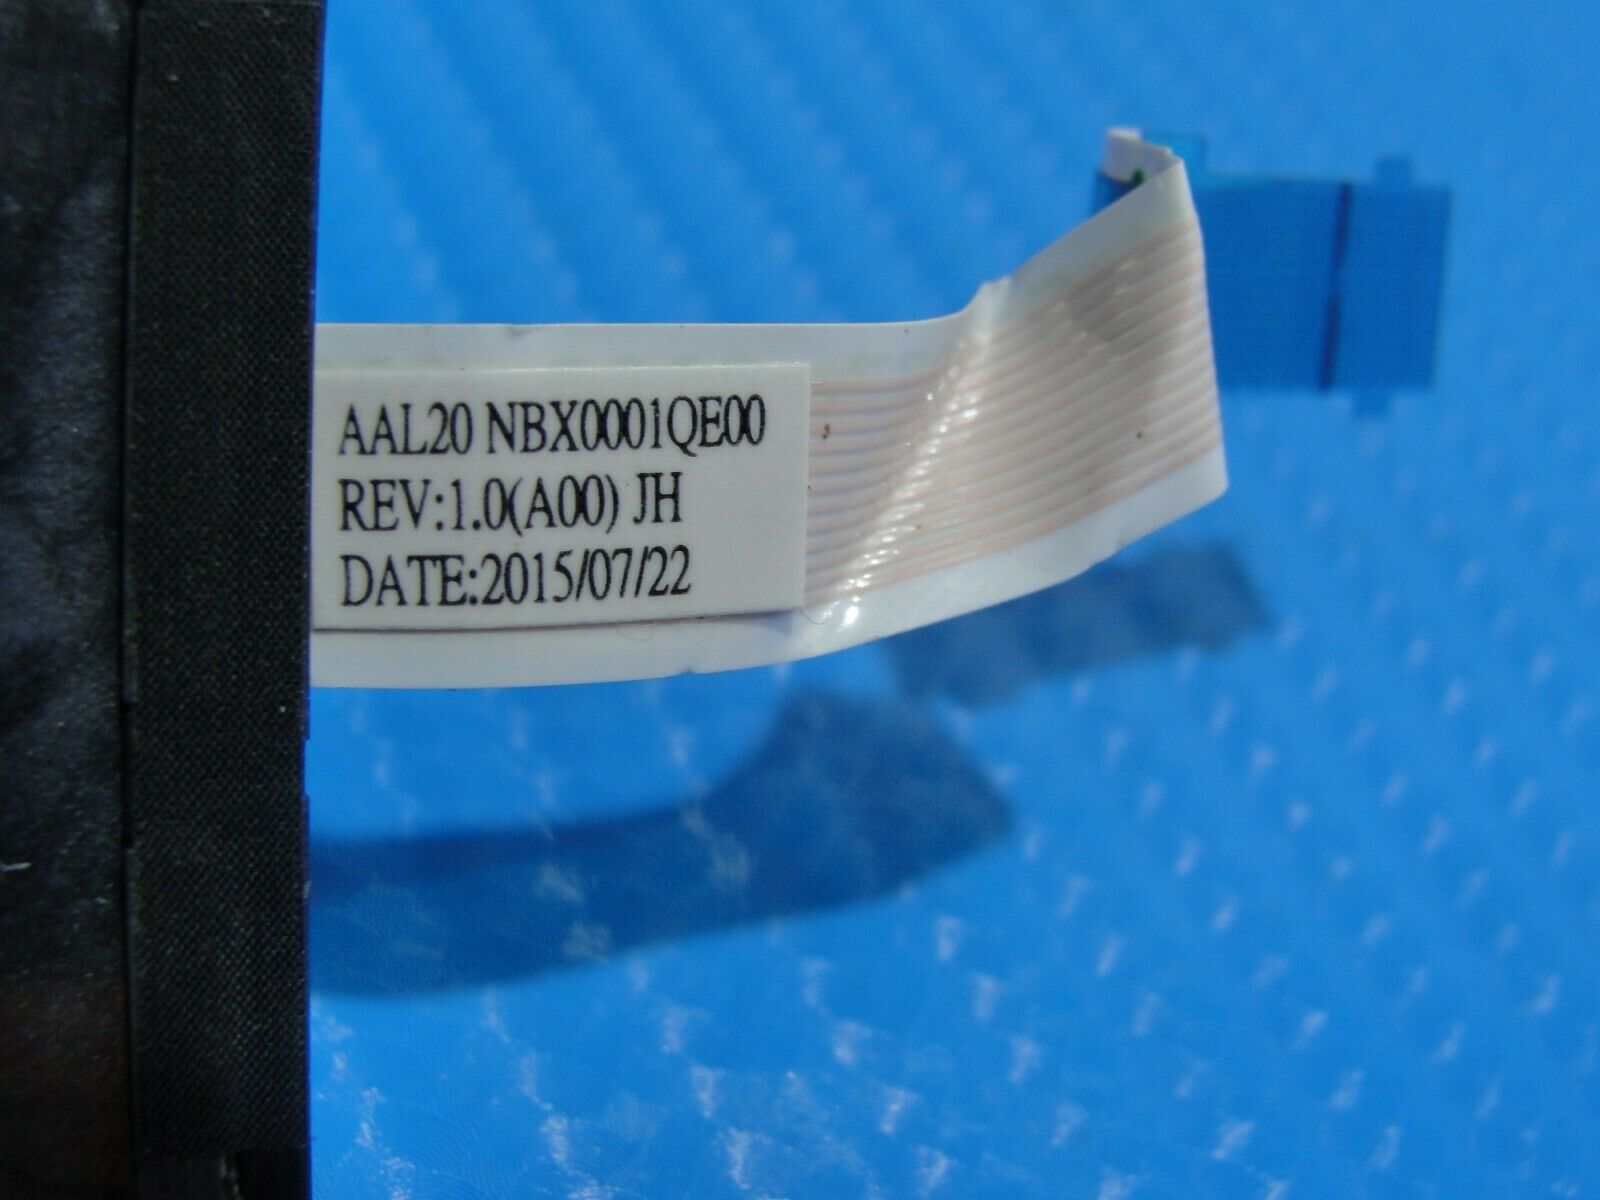 AAL20 NBX0001QE00
REV:1.0(A00) JH
DATE:2015/07/22